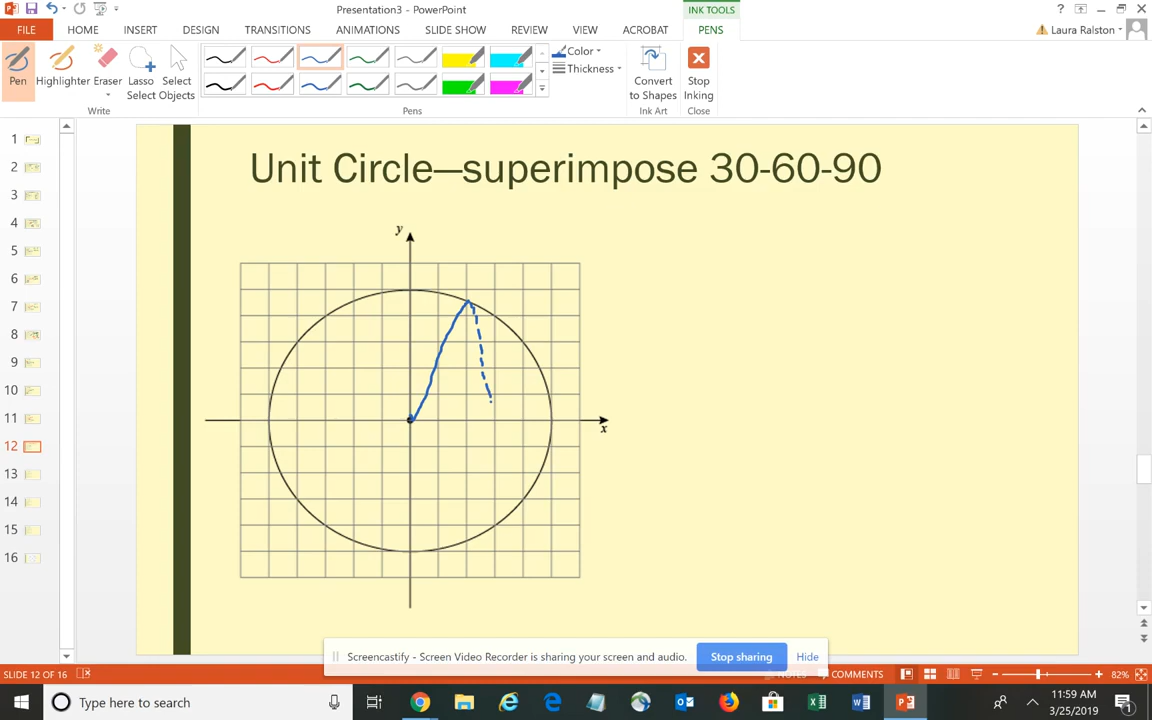 Presentation3 - PowerPoint
INK TOOLS
?
FILE
HOME
INSERT
DESIGN
TRANSITIONS
ANIMATIONS
SLIDE SHOW
REVIEW
VIEW
ACROBAT
PENS
Laura Ralston
Pen
Highlighter
Eraser
Lasso Select
Select Objects
Color
Thickness
Convert to Shapes
Stop Inking
Write
Pens
Ink Art
Close
1
2
3
4
5
6
7
8
9
10
11
12
13
14
15
16
Unit Circle—superimpose 30-60-90
y
x
Screencastify - Screen Video Recorder is sharing your screen and audio.
Stop sharing
Hide
SLIDE 12 OF 16
NOTES
COMMENTS
82%
Type here to search
11:59 AM
3/25/2019
1